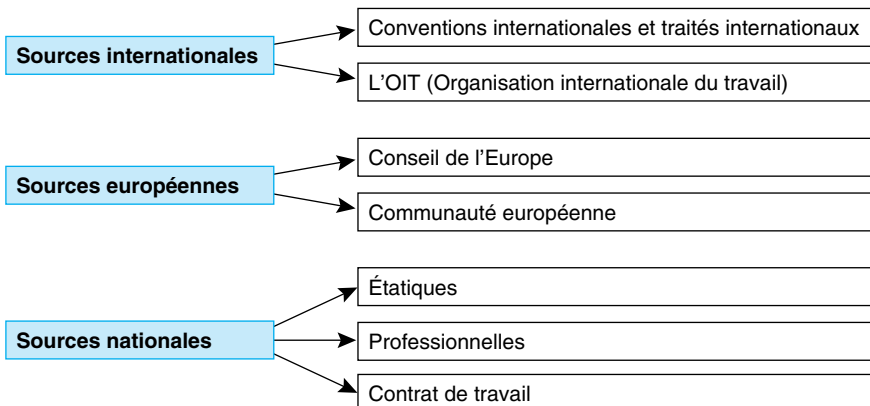 Sources internationales
Conventions internationales et traités internationaux
L'OIT (Organisation internationale du travail)
Sources européennes
Conseil de l'Europe
Communauté européenne
Sources nationales
Étatiques
Professionnelles
Contrat de travail